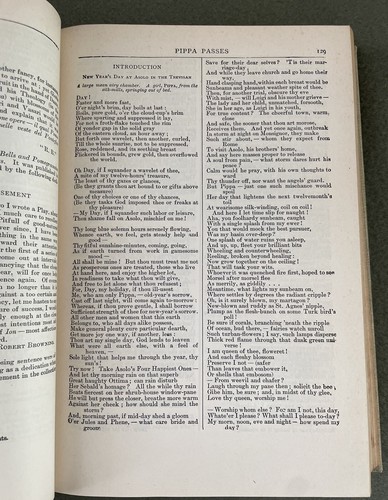 PIPPA PASSES
129
INTRODUCTION
NEW YEAR'S DAY AT ASOLO IN THE TREVISAN
A large mean airy chamber. A girl, PIPPA, from the
silk-mills, springing out of bed.
DAY!
Faster and more fast,
O'er night's brim, day boils at last:
Boils, pure gold, o'er the cloud-cup's brim
Where spurting and suppressed it lay,
For not a froth-flake touched the rim
Of yonder gap in the solid gray
Of the eastern cloud, an hour away;
But forth one wavelet, then another, curled,
Till the whole sunrise, not to be suppressed,
Rose, reddened, and its seething breast
Flickered in bounds, grew gold, then overflowed
the world.
Oh Day, if I squander a wavelet of thee,
A mite of my twelve-hours' treasure,
The least of thy gazes or glances,
(Be they grants thou art bound to or gifts above
measure)
One of thy choices or one of thy chances,
(Be they tasks God imposed thee or freaks at
thy pleasure)
— My Day, if I squander such labor or leisure,
Then shame fall on Asolo, mischief on me!
Thy long blue solemn hours serenely flowing,
Whence earth, we feel, gets steady help and
good —
Thy fitful sunshine-minutes, coming, going,
As if earth turned from work in gamesome
mood —
All shall be mine! But thou must treat me not
As prosperous ones are treated, those who live
At hand here, and enjoy the higher lot,
In readiness to take what thou wilt give,
And free to let alone what thou refusest;
For, Day, my holiday, if thou ill-usest
Me, who am only Pippa, — old-year's sorrow,
Cast off last night, will come again to-morrow:
Whereas, if thou prove gentle, I shall borrow
Sufficient strength of thee for new-year's sorrow.
All other men and women that this earth
Belongs to, who all days alike possess,
Make general plenty cure particular dearth,
Get more joy one way, if another, less:
Thou art my single day, God lends to leaven
What were all earth else, with a feel of
heaven, —
Sole light that helps me through the year, thy
sun's!
Try now! Take Asolo's Four Happiest Ones —
And let thy morning rain on that superb
Great haughty Ottima; can rain disturb
Her Sebald's homage? All the while thy rain
Beats fiercest on her shrub-house window-pane
He will but press the closer, breathe more warm
Against her cheek; how should she mind the
storm?
And, morning past, if mid-day shed a gloom
O'er Jules and Phene, — what care bride and
groom
Save for their dear selves? 'Tis their mar-
riage-day;
And while they leave church and go home their
way,
Hand clasping hand, within each breast would be
Sunbeams and pleasant weather spite of thee.
Then, for another trial, obscure thy eve
With mist, — will Luigi and his mother grieve —
The lady and her child, unmatched, forsooth,
She in her age, as Luigi in his youth,
For true content? The cheerful town, warm,
close
And safe, the sooner that thou art morose,
Receives them. And yet once again, outbreak
In storm at night on Monsignor, they make
Such stir about, — whom they expect from
Rome
To visit Asolo, his brothers' home,
And say here masses proper to release
A soul from pain, — what storm dares hurt his
peace?
Calm would he pray, with his own thoughts to
ward
Thy thunder off, nor want the angels' guard.
But Pippa — just one such mischance would
spoil
Her day that lightens the next twelvemonth's
toil
At wearisome silk-winding, coil on coil!
And here I let time slip for naught!
Aha, you foolhardy sunbeam, caught
With a single splash from my ewer!
You that would mock the best pursuer,
Was my basin over-deep?
One splash of water ruins you asleep,
And up, up, fleet your brilliant bits
Wheeling and counterwheeling,
Reeling, broken beyond healing:
Now grow together on the ceiling!
That will task your wits.
Whoever it was quenched fire first, hoped to see
Morsel after morsel flee
As merrily, as giddily . . .
Meantime, what lights my sunbeam on,
Where settles by degrees the radiant cripple?
Oh, is it surely blown, my martagon?
New-blown and ruddy as St. Agnes' nipple,
Plump as the flesh-bunch on some Turk bird's
poll!
Be sure if corals, branching 'neath the ripple
Of ocean, bud there, — fairies watch unroll
Such turban-flowers; I say, such lamps disperse
Thick red flame through that dusk green uni-
verse!
I am queen of thee, floweret!
And each fleshy blossom
Preserve I not — (safer
Than leaves that embower it,
Or shells that embosom)
— From weevil and chafer?
Laugh through my pane then; solicit the bee;
Gibe him, be sure; and, in midst of thy glee,
Love thy queen, worship me!
— Worship whom else? For am I not, this day,
Whate'er I please? What shall I please to-day?
My morn, noon, eve and night — how spend my
day?